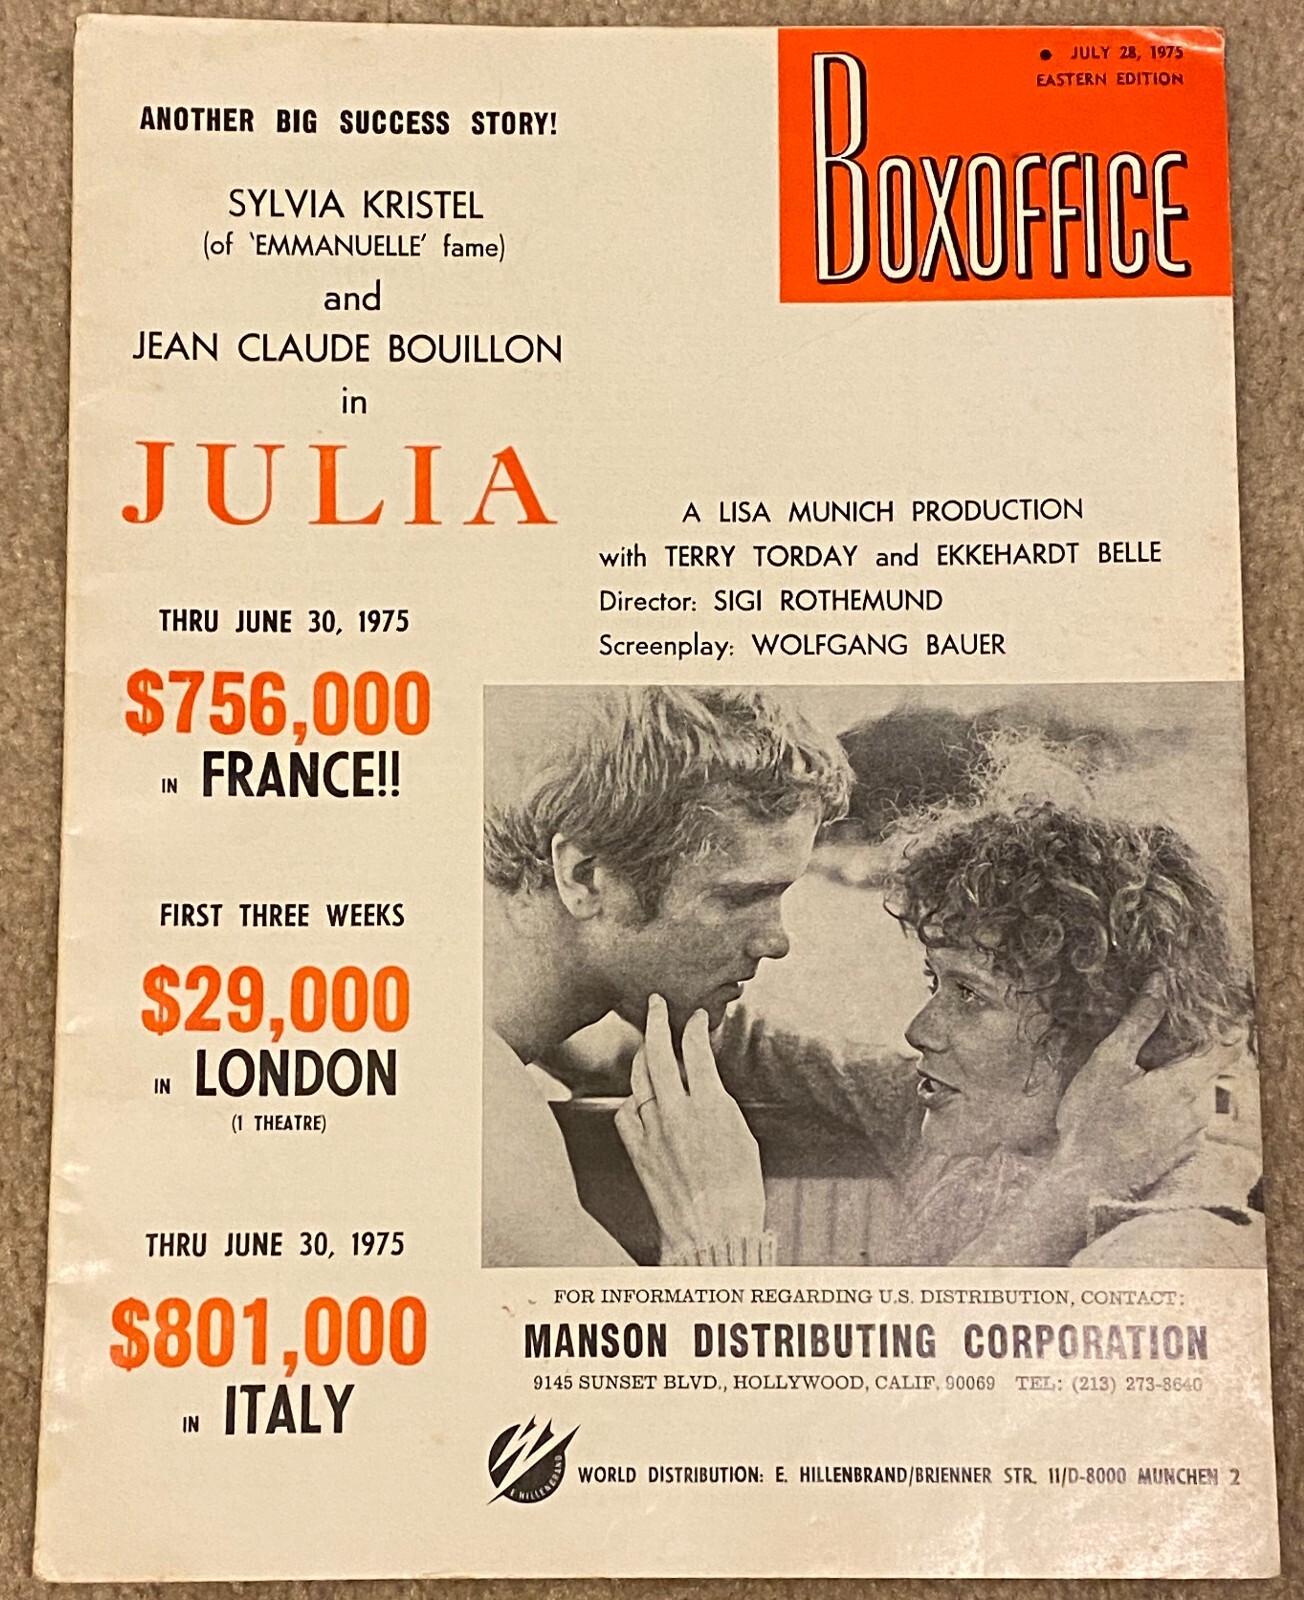 ● JULY 28, 1975
EASTERN EDITION
BOXOFFICE
ANOTHER BIG SUCCESS STORY!
SYLVIA KRISTEL
(of 'EMMANUELLE' fame)
and
JEAN CLAUDE BOUILLON
in
JULIA
A LISA MUNICH PRODUCTION
with TERRY TORDAY and EKKEHARDT BELLE
Director: SIGI ROTHEMUND
Screenplay: WOLFGANG BAUER
THRU JUNE 30, 1975
$756,000
IN FRANCE!!
FIRST THREE WEEKS
$29,000
IN LONDON
(1 THEATRE)
THRU JUNE 30, 1975
$801,000
IN ITALY
FOR INFORMATION REGARDING U.S. DISTRIBUTION, CONTACT:
MANSON DISTRIBUTING CORPORATION
9145 SUNSET BLVD., HOLLYWOOD, CALIF. 90069 TEL: (213) 273-8640
E. HILLENBRAND
WORLD DISTRIBUTION: E. HILLENBRAND/BRIENNER STR. 11/D-8000 MUNCHEN 2